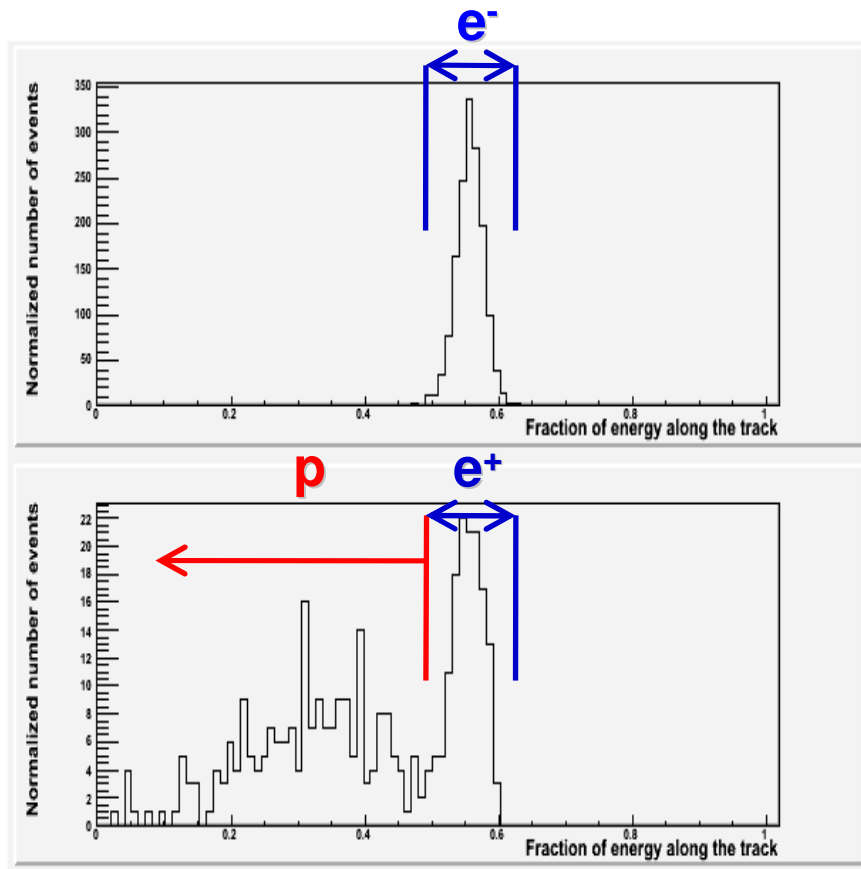 e-
350
300
250
200
150
100
50
0
0 0.2 0.4 0.6 0.8 1
Normalized number of events
Fraction of energy along the track
p e+
22
20
18
16
14
12
10
8
6
4
2
0
0 0.2 0.4 0.6 0.8 1
Normalized number of events
Fraction of energy along the track